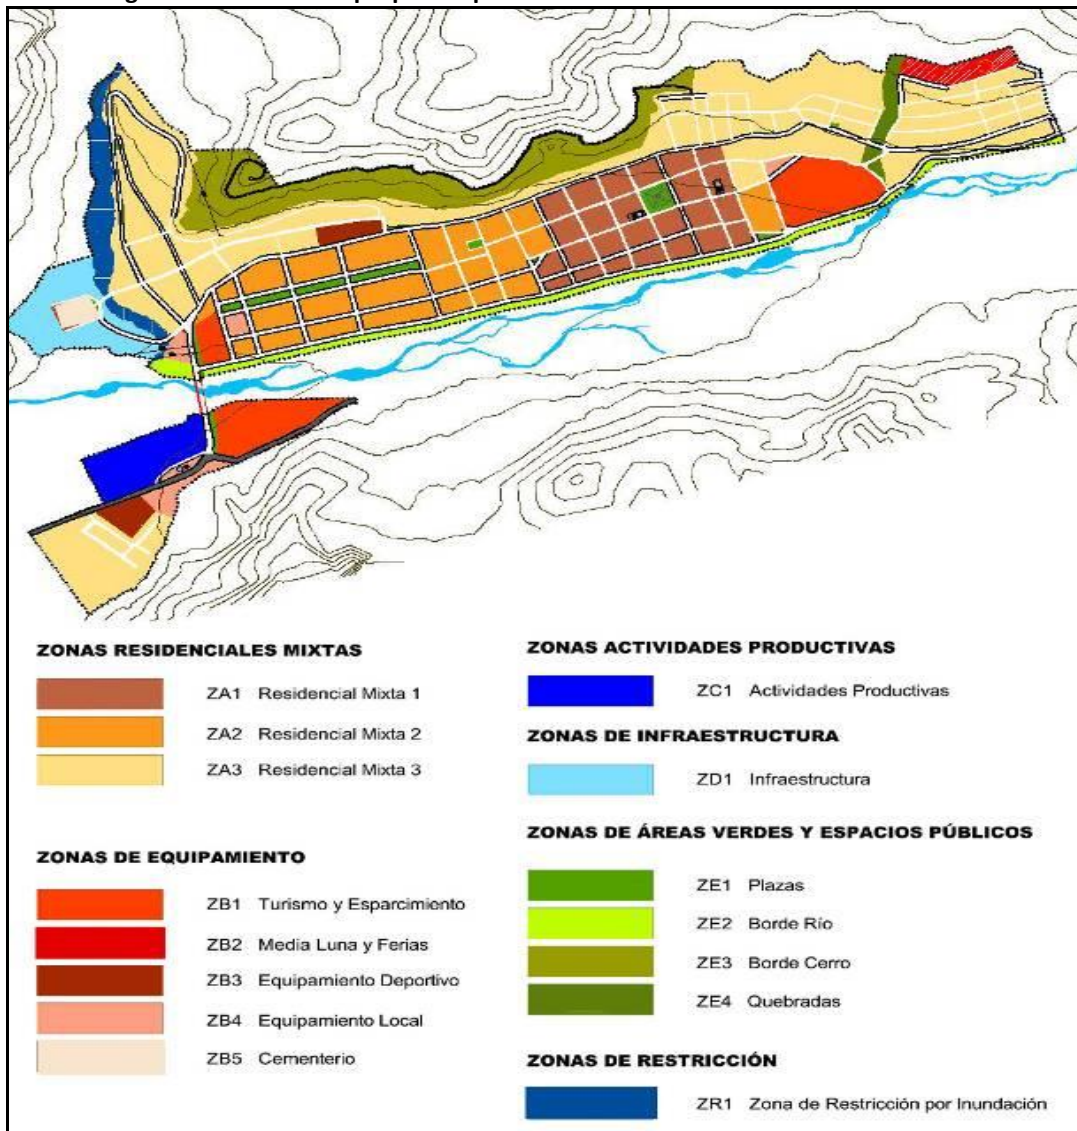 ZONAS RESIDENCIALES MIXTAS
ZA1 Residencial Mixta 1
ZA2 Residencial Mixta 2
ZA3 Residencial Mixta 3
ZONAS DE EQUIPAMIENTO
ZB1 Turismo y Esparcimiento
ZB2 Media Luna y Ferias
ZB3 Equipamiento Deportivo
ZB4 Equipamiento Local
ZB5 Cementerio
ZONAS ACTIVIDADES PRODUCTIVAS
ZC1 Actividades Productivas
ZONAS DE INFRAESTRUCTURA
ZD1 Infraestructura
ZONAS DE ÁREAS VERDES Y ESPACIOS PÚBLICOS
ZE1 Plazas
ZE2 Borde Río
ZE3 Borde Cerro
ZE4 Quebradas
ZONAS DE RESTRICCIÓN
ZR1 Zona de Restricción por Inundación